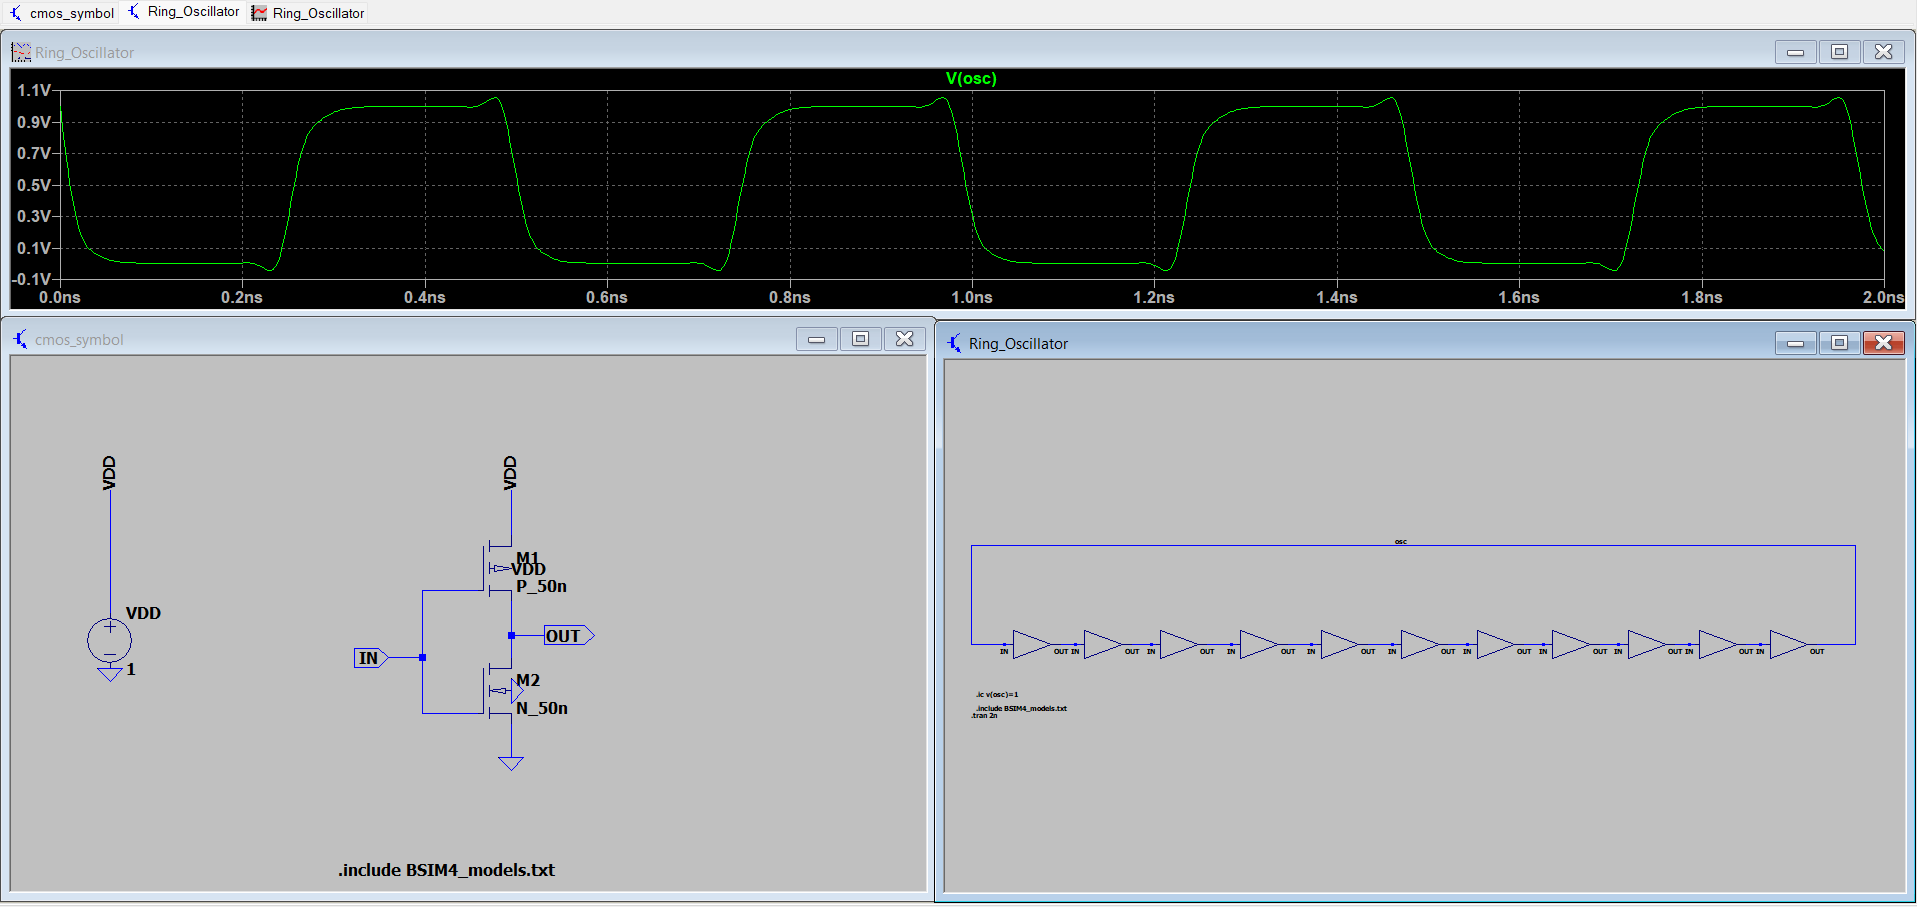 cmos_symbol Ring_Oscillator Ring_Oscillator
Ring_Oscillator
V(osc)
1.1V
0.9V
0.7V
0.5V
0.3V
0.1V
-0.1V
0.0ns 0.2ns 0.4ns 0.6ns 0.8ns 1.0ns 1.2ns 1.4ns 1.6ns 1.8ns 2.0ns
cmos_symbol
VDD
VDD
M1
VDD
P_50n
VDD
OUT
IN
1
M2
N_50n
.include BSIM4_models.txt
Ring_Oscillator
osc
IN OUT IN OUT IN OUT IN OUT IN OUT IN OUT IN OUT IN OUT IN OUT IN OUT IN OUT
.ic v(osc)=1
.include BSIM4_models.txt
.tran 2n